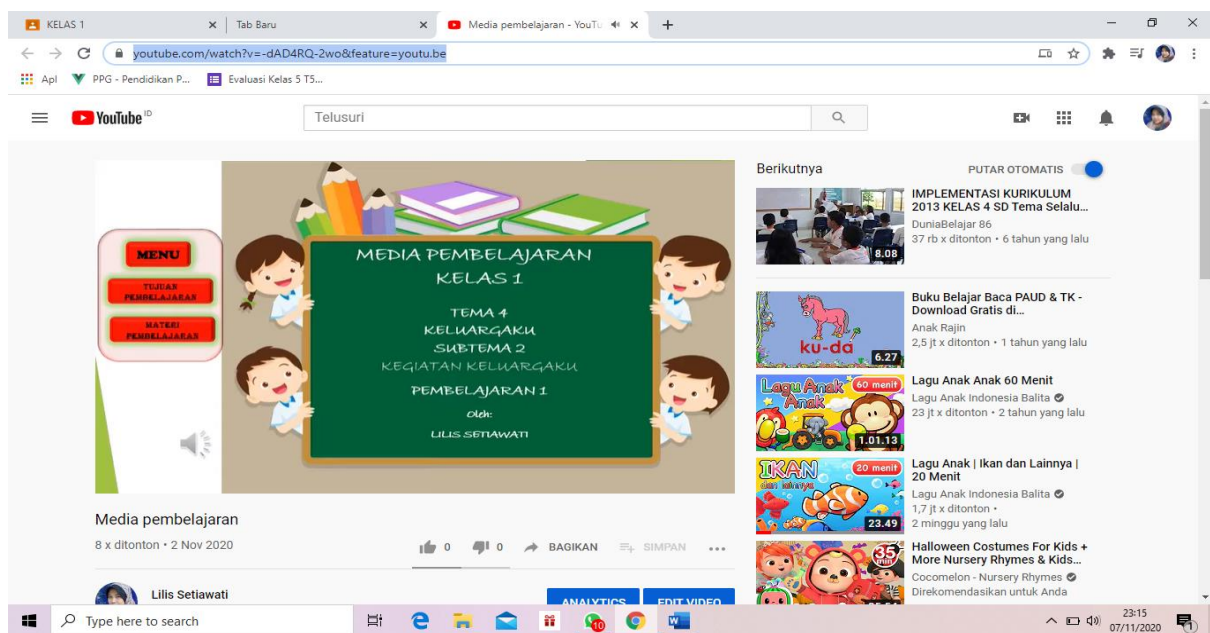 KELAS 1
Tab Baru
Media pembelajaran - YouTu
youtube.com/watch?v=-dAD4RQ-2wo&feature=youtu.be
Apl
PPG - Pendidikan P...
Evaluasi Kelas 5 T5...
YouTube ID
Telusuri
MENU
TUJUAN
PEMBELAJARAN
MATERI
PEMBELAJARAN
MEDIA PEMBELAJARAN
KELAS 1
TEMA 4
KELUARGAKU
SUBTEMA 2
KEGIATAN KELUARGAKU
PEMBELAJARAN 1
Oleh:
LILIS SETIAWATI
Media pembelajaran
8 x ditonton • 2 Nov 2020
0
0
BAGIKAN
SIMPAN
Lilis Setiawati
ANALYTICS
EDIT VIDEO
Berikutnya
PUTAR OTOMATIS
8.08
IMPLEMENTASI KURIKULUM
2013 KELAS 4 SD Tema Selalu...
DuniaBelajar 86
37 rb x ditonton • 6 tahun yang lalu
ku-da
6.27
Buku Belajar Baca PAUD & TK -
Download Gratis di...
Anak Rajin
2,5 jt x ditonton • 1 tahun yang lalu
Lagu Anak
Anak
60 menit
1.01.13
Lagu Anak Anak 60 Menit
Lagu Anak Indonesia Balita
23 jt x ditonton • 2 tahun yang lalu
IKAN
dan lainnya
20 menit
23.49
Lagu Anak | Ikan dan Lainnya |
20 Menit
Lagu Anak Indonesia Balita
1,7 jt x ditonton •
2 minggu yang lalu
35
min
Halloween Costumes For Kids +
More Nursery Rhymes & Kids...
Cocomelon - Nursery Rhymes
Direkomendasikan untuk Anda
Type here to search
10
23:15
07/11/2020
1